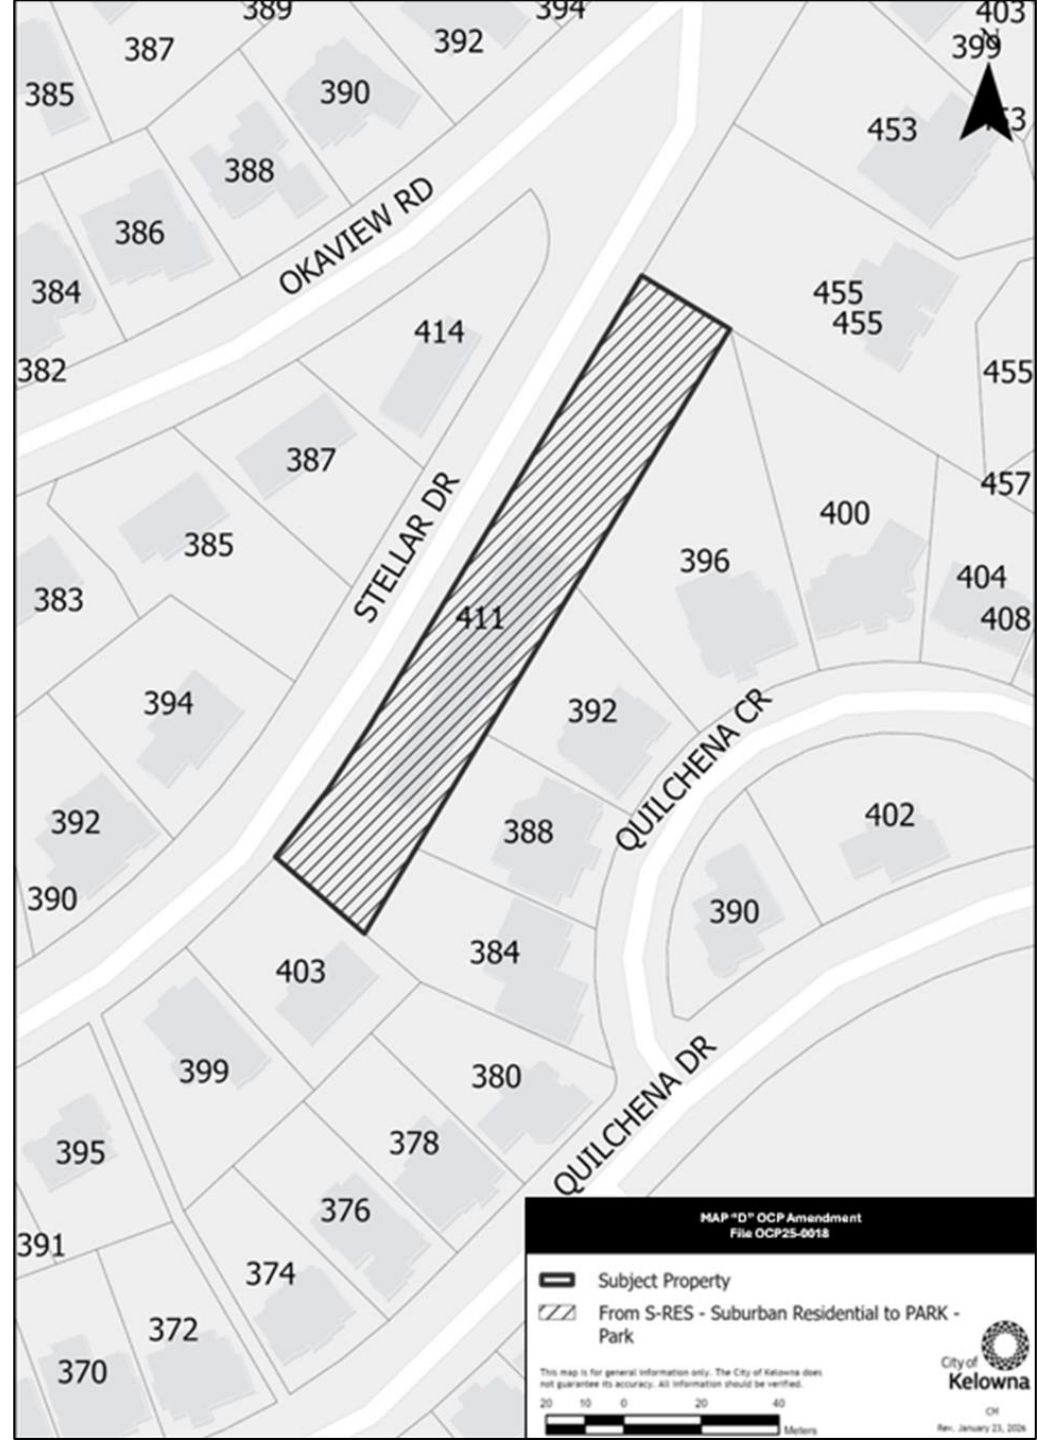 389
394
403
387
392
399
N
385
390
453
388
OKAVIEW RD
386
384
455
455
414
382
455
387
STELLAR DR
457
400
385
396
404
383
411
408
394
392
QUILCHENA CR
392
388
402
390
390
384
403
399
380
QUILCHENA DR
378
395
376
391
374
372
370
MAP "D" OCP Amendment
File OCP25-0018
Subject Property
From S-RES - Suburban Residential to PARK -
Park
This map is for general information only. The City of Kelowna does
not guarantee its accuracy. All information should be verified.
20 10 0 20 40
Meters
City of
Kelowna
CM
Rev. January 23, 2026